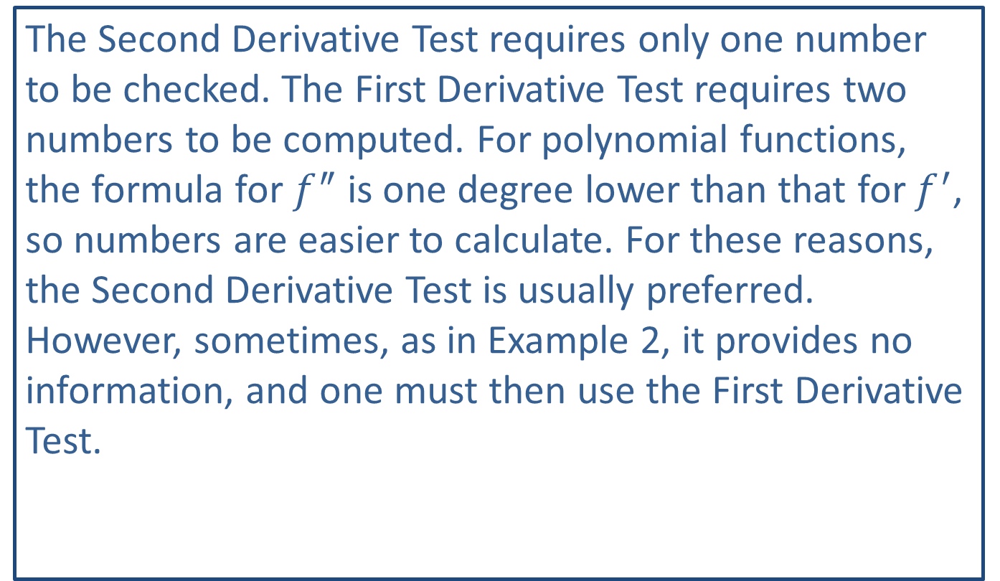 The Second Derivative Test requires only one number
to be checked. The First Derivative Test requires two
numbers to be computed. For polynomial functions,
the formula for f″ is one degree lower than that for f′,
so numbers are easier to calculate. For these reasons,
the Second Derivative Test is usually preferred.
However, sometimes, as in Example 2, it provides no
information, and one must then use the First Derivative
Test.